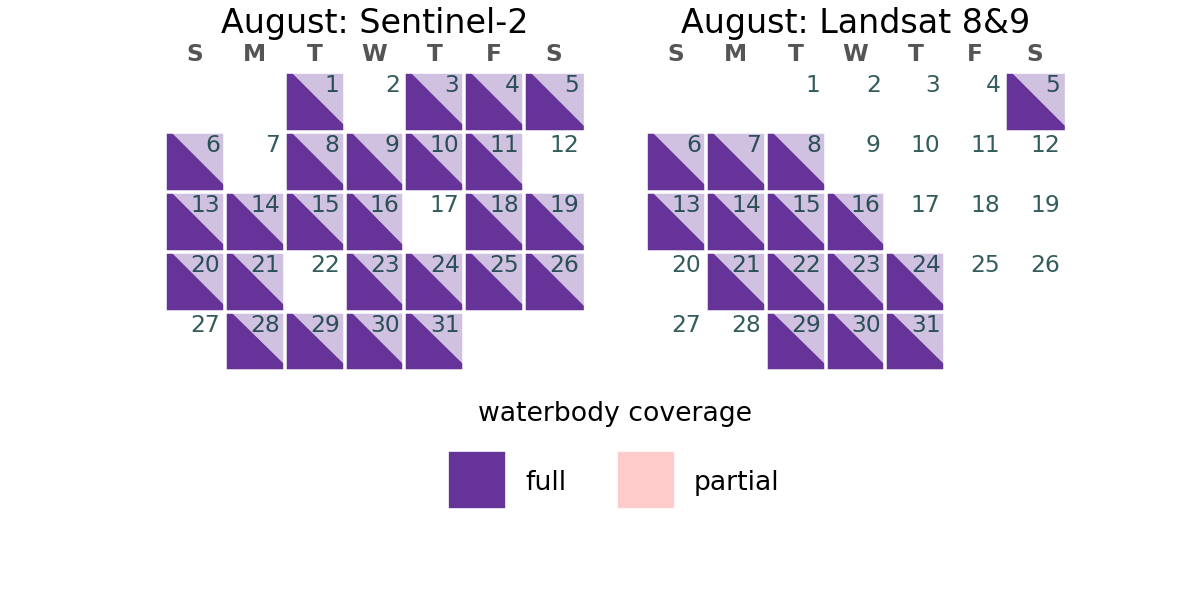 August: Sentinel-2
S M T W T F S
1 2 3 4 5
6 7 8 9 10 11 12
13 14 15 16 17 18 19
20 21 22 23 24 25 26
27 28 29 30 31
August: Landsat 8&9
S M T W T F S
1 2 3 4 5
6 7 8 9 10 11 12
13 14 15 16 17 18 19
20 21 22 23 24 25 26
27 28 29 30 31
waterbody coverage
full partial